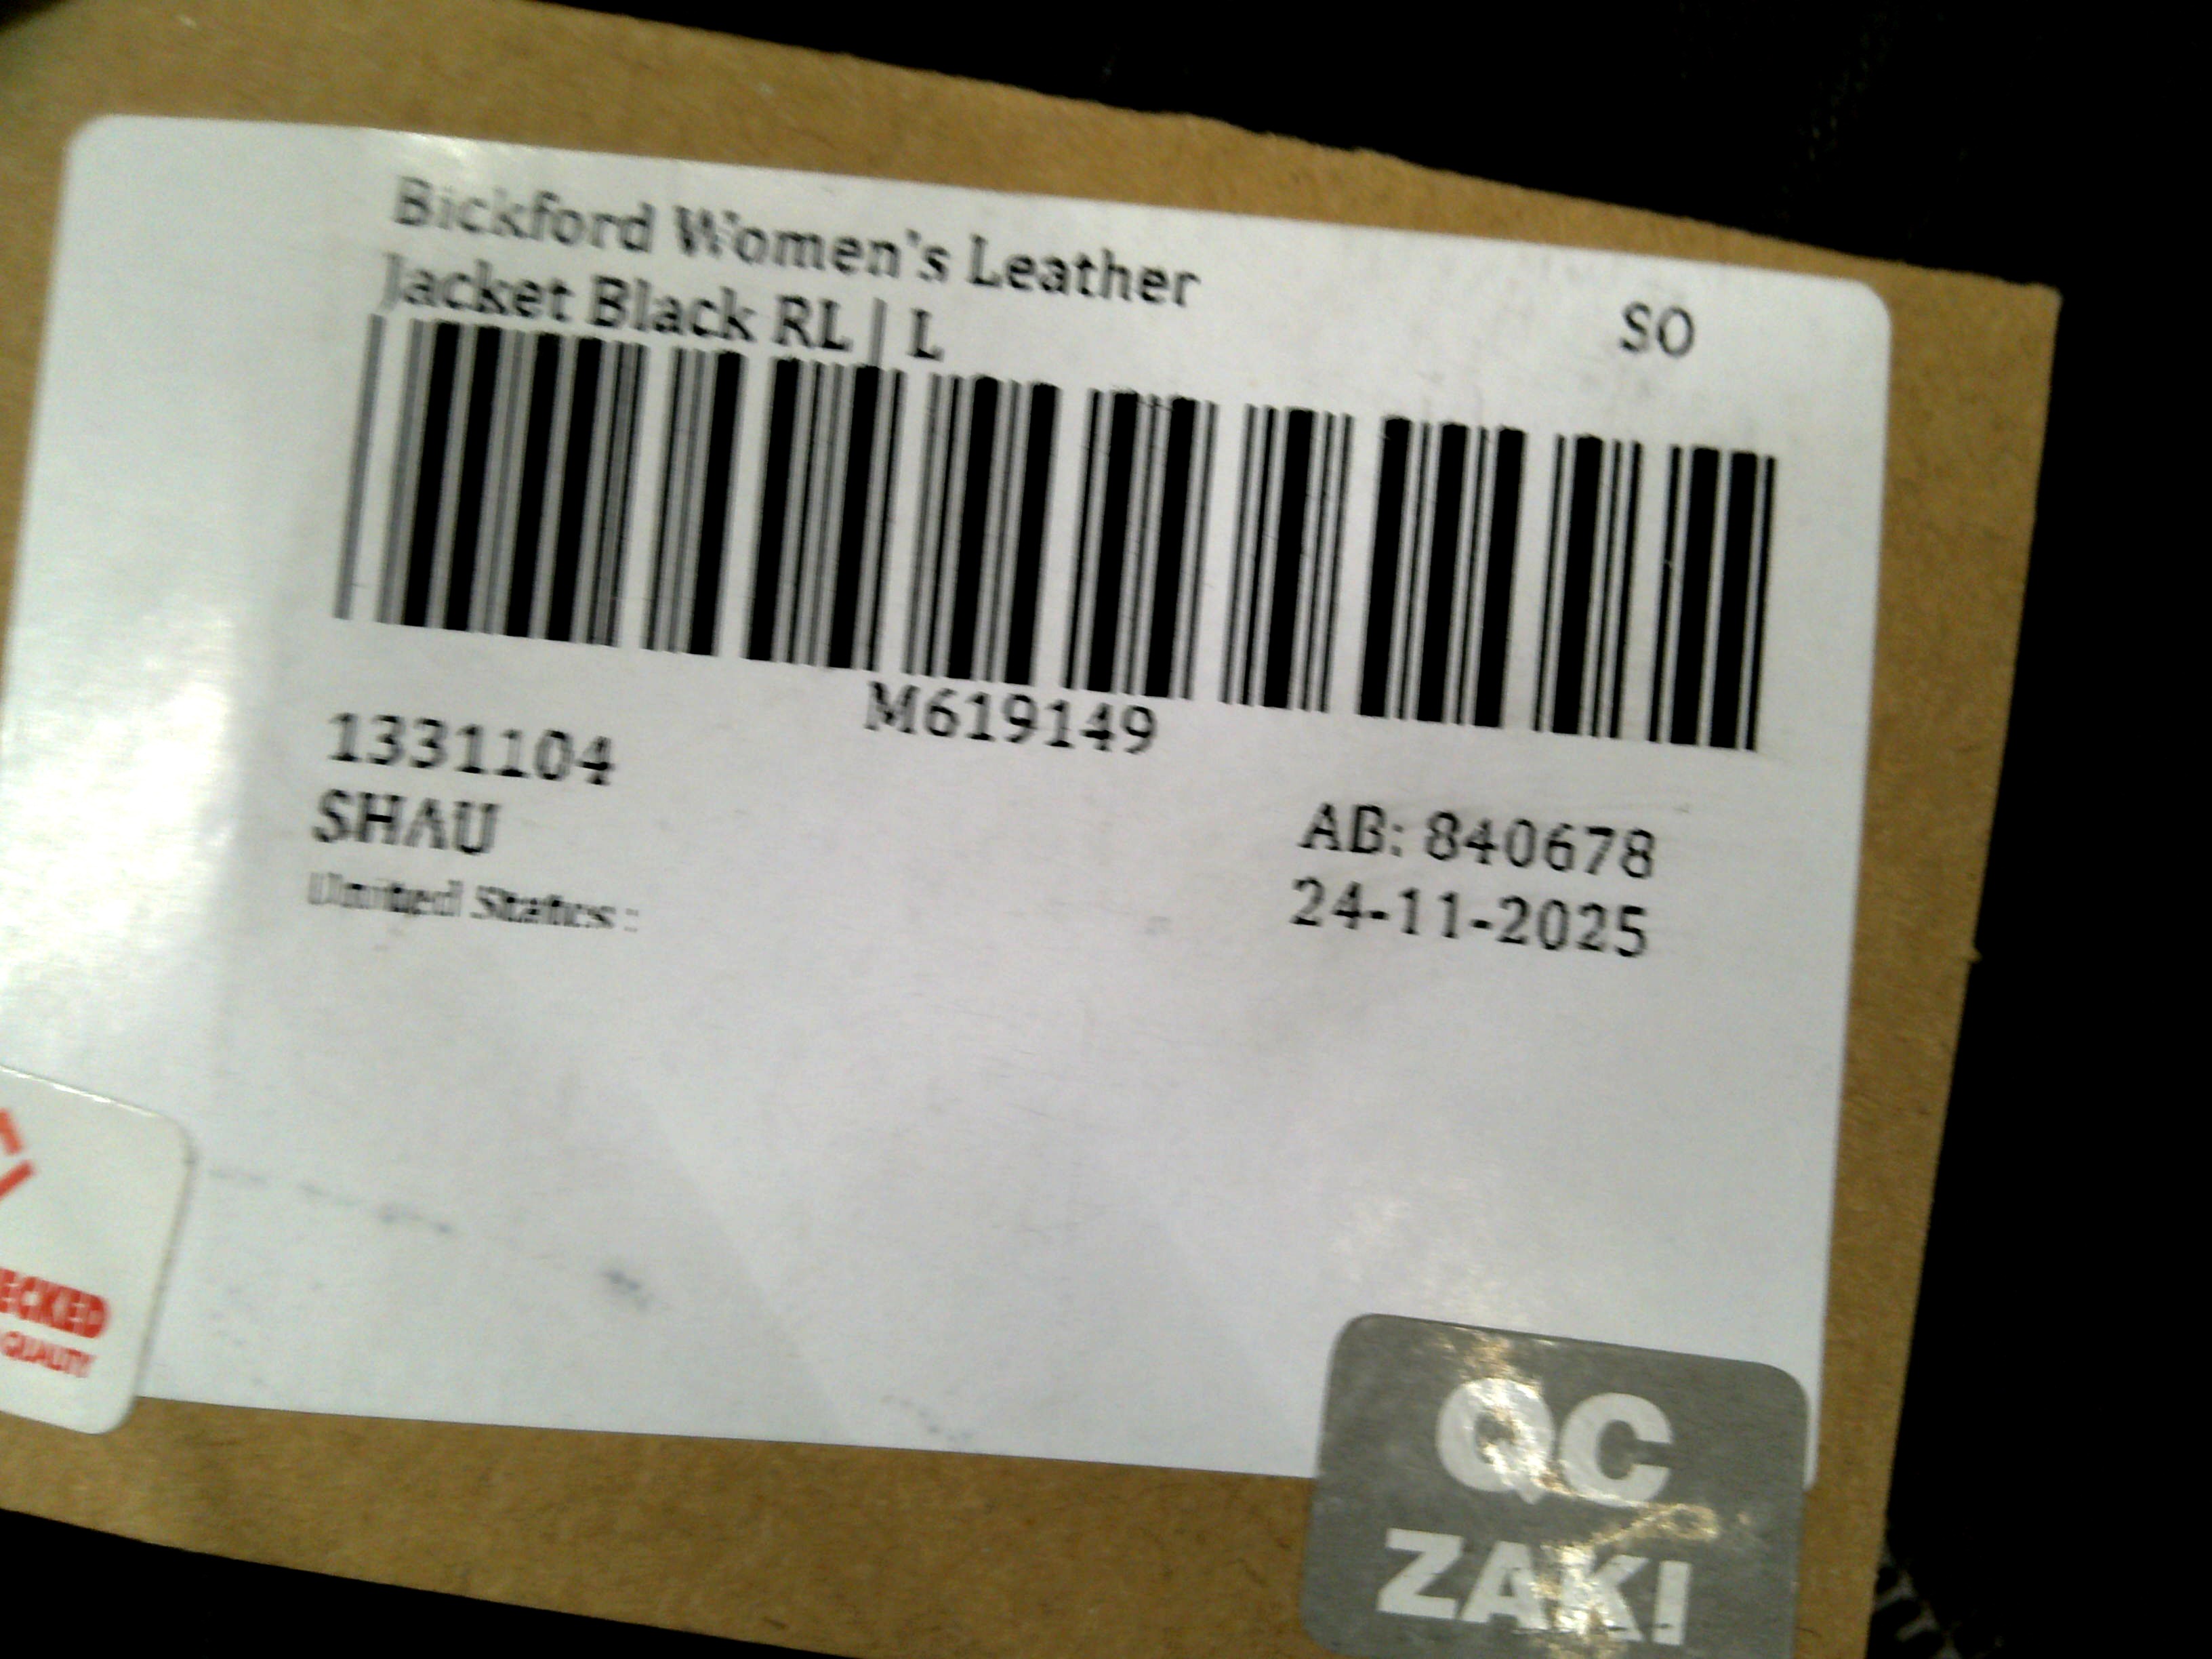 Bickford Women's Leather
Jacket Black RL | L
SO
M619149
1331104
SHAU
United States :
AB: 840678
24-11-2025
ECKED
QUALITY
QC
ZAKI